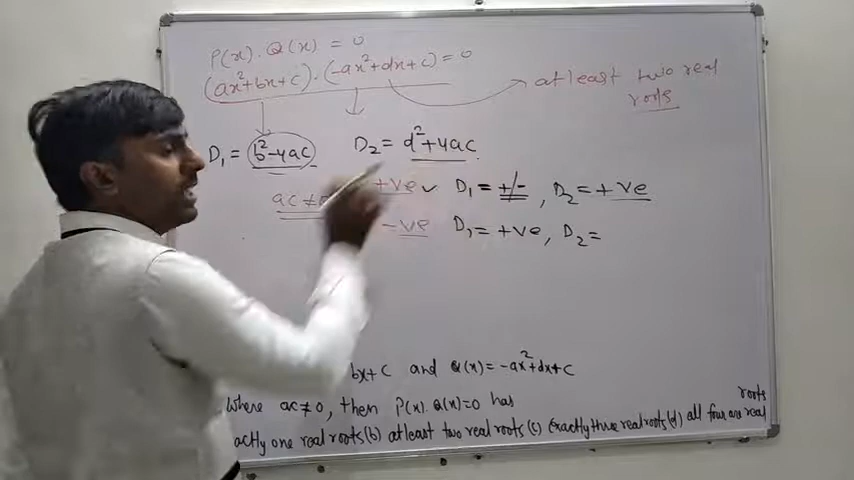 P(x). Q(x) = 0
(ax²+bx+c).(-ax²+dx+c)=0
atleast two real roots
D₁ = b²-4ac D₂ = d²+4ac
ac≠0 +ve ✓ D₁ = +/- , D₂ = +ve
-ve D₁ = +ve, D₂ =
bx+c and Q(x)=-ax²+dx+c
Where ac≠0, then P(x).Q(x)=0 has
actly one real roots(b) atleast two real roots(c) Exactly three real roots(d) all four are real roots